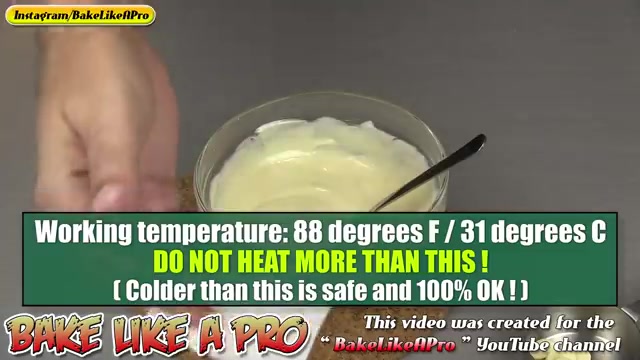 Instagram/BakeLikeAPro
Working temperature: 88 degrees F / 31 degrees C
DO NOT HEAT MORE THAN THIS !
( Colder than this is safe and 100% OK ! )
BAKE LIKE A PRO
This video was created for the
“ BakeLikeAPro ” YouTube channel